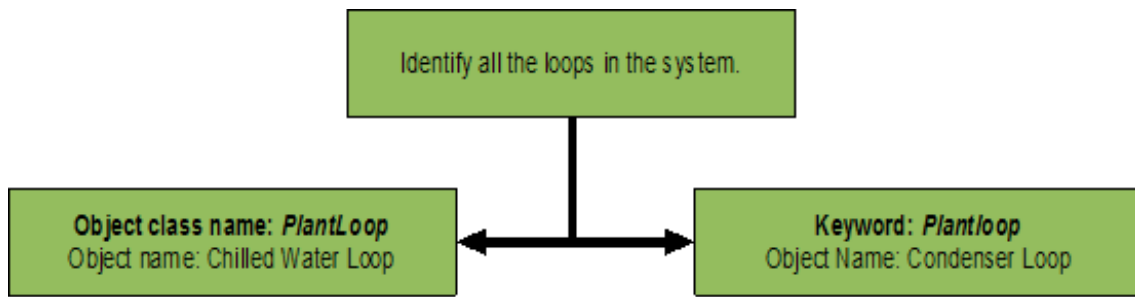 Identify all the loops in the system.
Object class name: PlantLoop
Object name: Chilled Water Loop
Keyword: Plantloop
Object Name: Condenser Loop